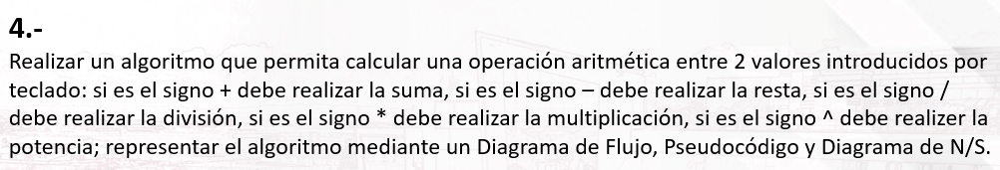 4.-
Realizar un algoritmo que permita calcular una operación aritmética entre 2 valores introducidos por
teclado: si es el signo + debe realizar la suma, si es el signo – debe realizar la resta, si es el signo /
debe realizar la división, si es el signo * debe realizar la multiplicación, si es el signo ^ debe realizer la
potencia; representar el algoritmo mediante un Diagrama de Flujo, Pseudocódigo y Diagrama de N/S.